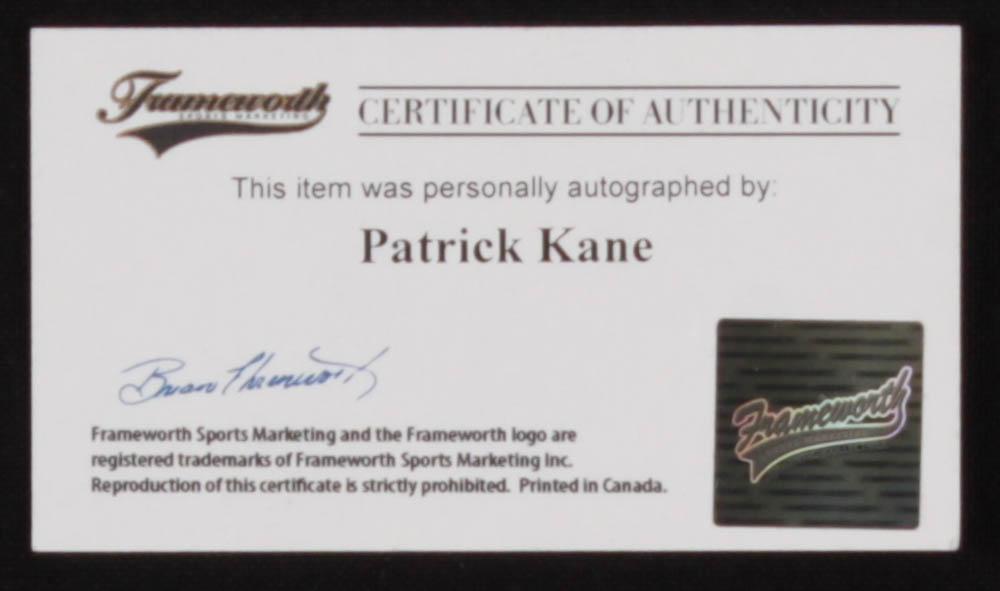 Frameworth
SPORTS MARKETING
CERTIFICATE OF AUTHENTICITY
This item was personally autographed by:
Patrick Kane
Frameworth Sports Marketing and the Frameworth logo are
registered trademarks of Frameworth Sports Marketing Inc.
Reproduction of this certificate is strictly prohibited. Printed in Canada.
Frameworth